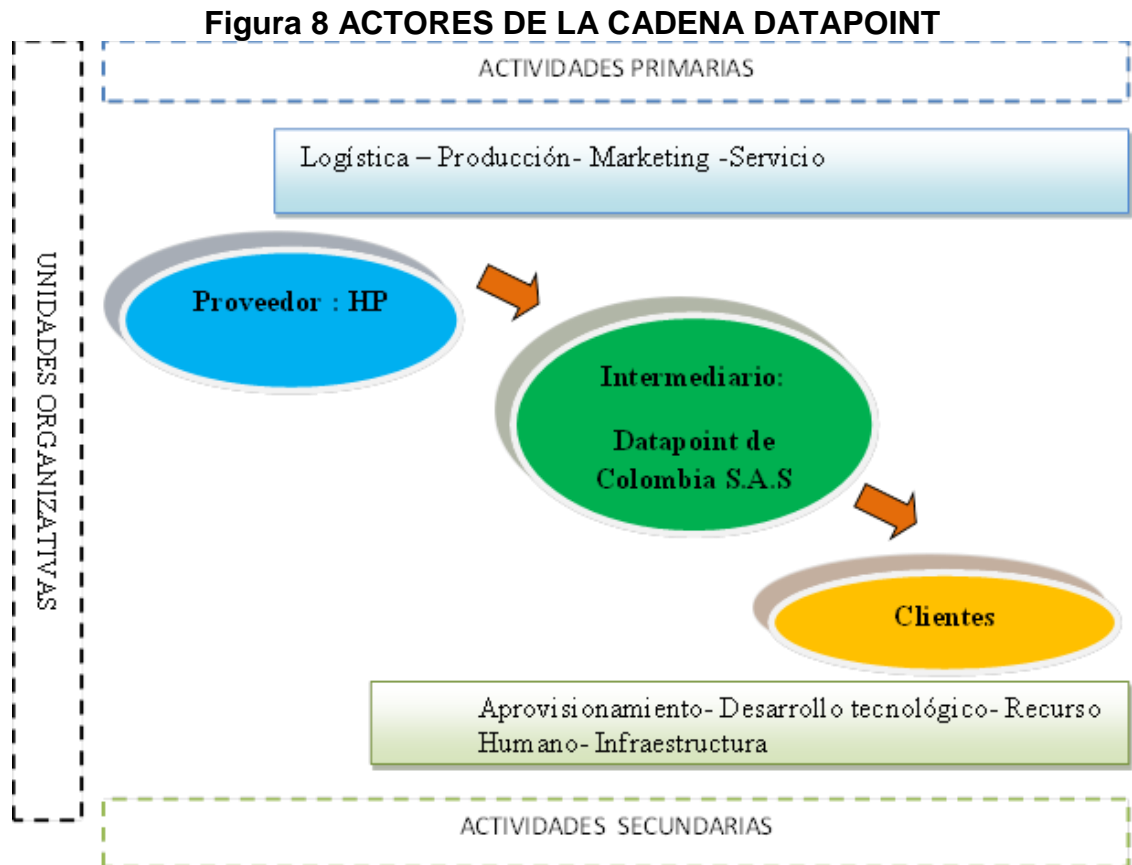 Figura 8 ACTORES DE LA CADENA DATAPOINT
ACTIVIDADES PRIMARIAS
Logística – Producción- Marketing -Servicio
UNIDADES ORGANIZATIVAS
Proveedor : HP
Intermediario:
Datapoint de
Colombia S.A.S
Clientes
Aprovisionamiento- Desarrollo tecnológico- Recurso
Humano- Infraestructura
ACTIVIDADES SECUNDARIAS